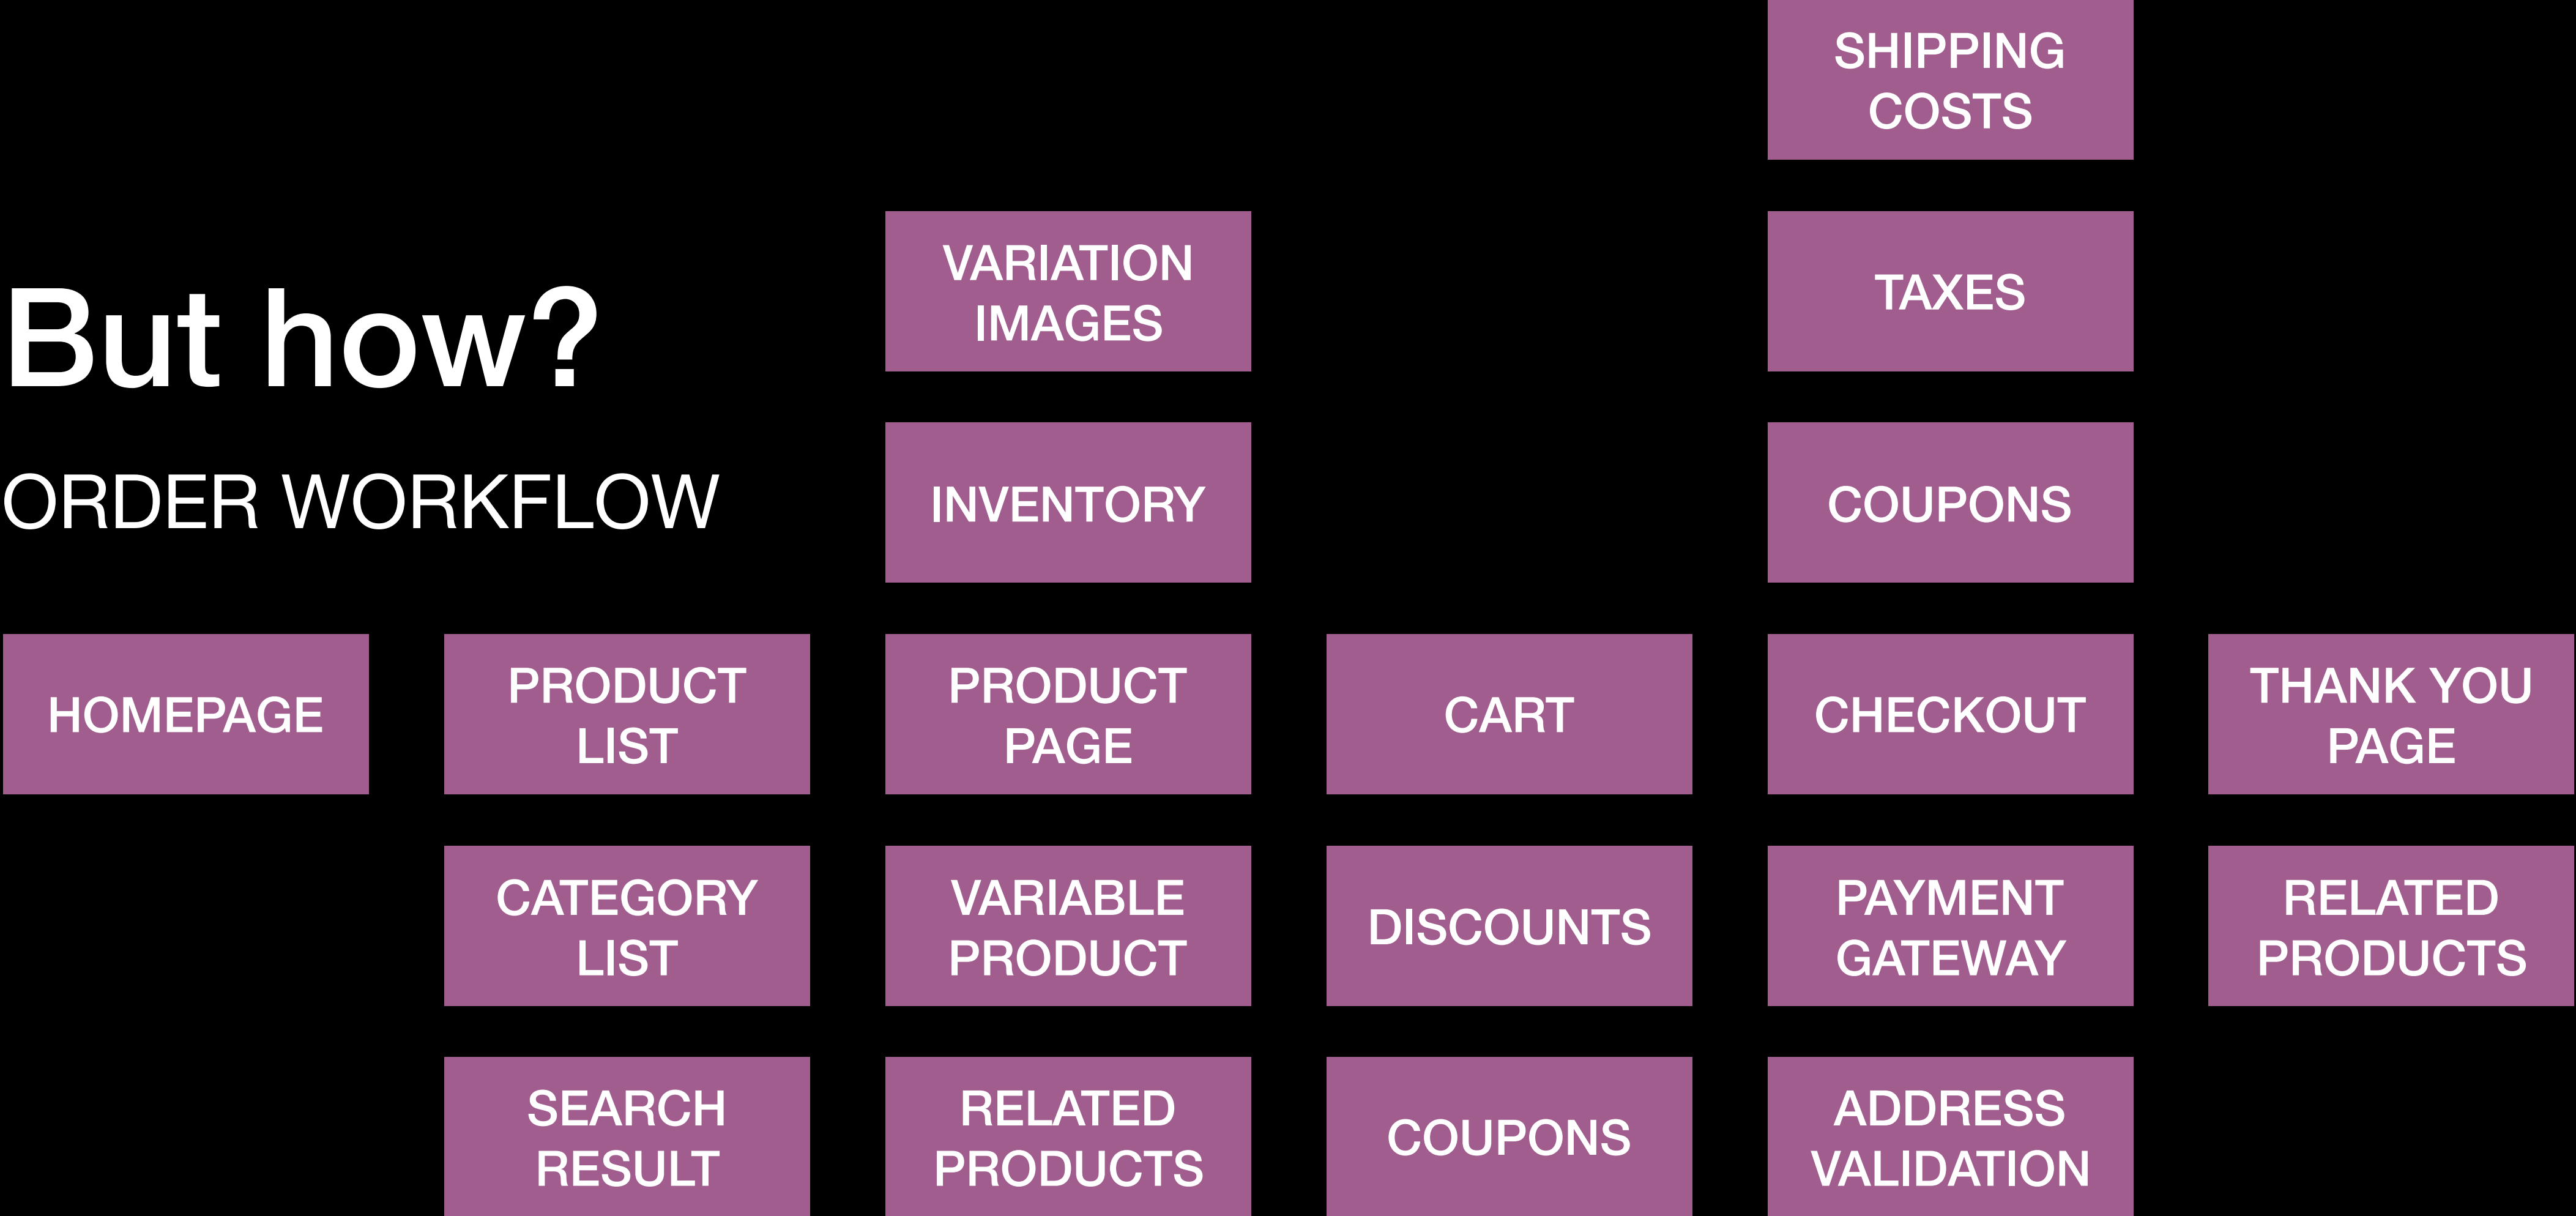 SHIPPING
COSTS
VARIATION
IMAGES
TAXES
But how?
ORDER WORKFLOW
INVENTORY
COUPONS
HOMEPAGE
PRODUCT
LIST
PRODUCT
PAGE
CART
CHECKOUT
THANK YOU
PAGE
CATEGORY
LIST
VARIABLE
PRODUCT
DISCOUNTS
PAYMENT
GATEWAY
RELATED
PRODUCTS
SEARCH
RESULT
RELATED
PRODUCTS
COUPONS
ADDRESS
VALIDATION